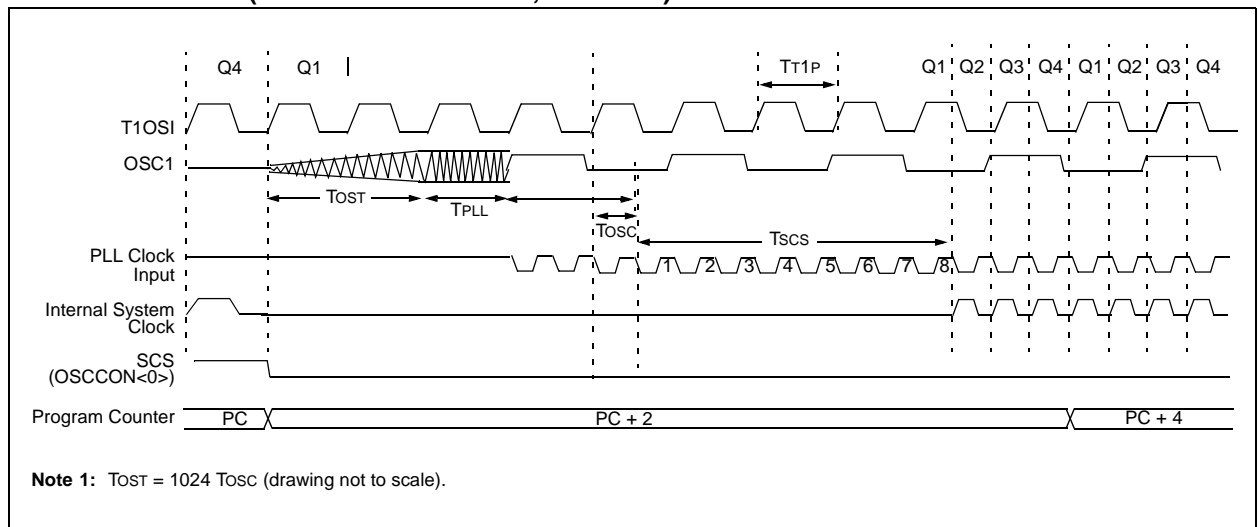 Q4 Q1 TT1P Q1 Q2 Q3 Q4 Q1 Q2 Q3 Q4
T1OSI
OSC1
TOST
TPLL
TOSC
TSCS
PLL Clock
Input
1 2 3 4 5 6 7 8
Internal System
Clock
SCS
(OSCCON<0>)
Program Counter PC PC + 2 PC + 4
Note 1: TOST = 1024 TOSC (drawing not to scale).